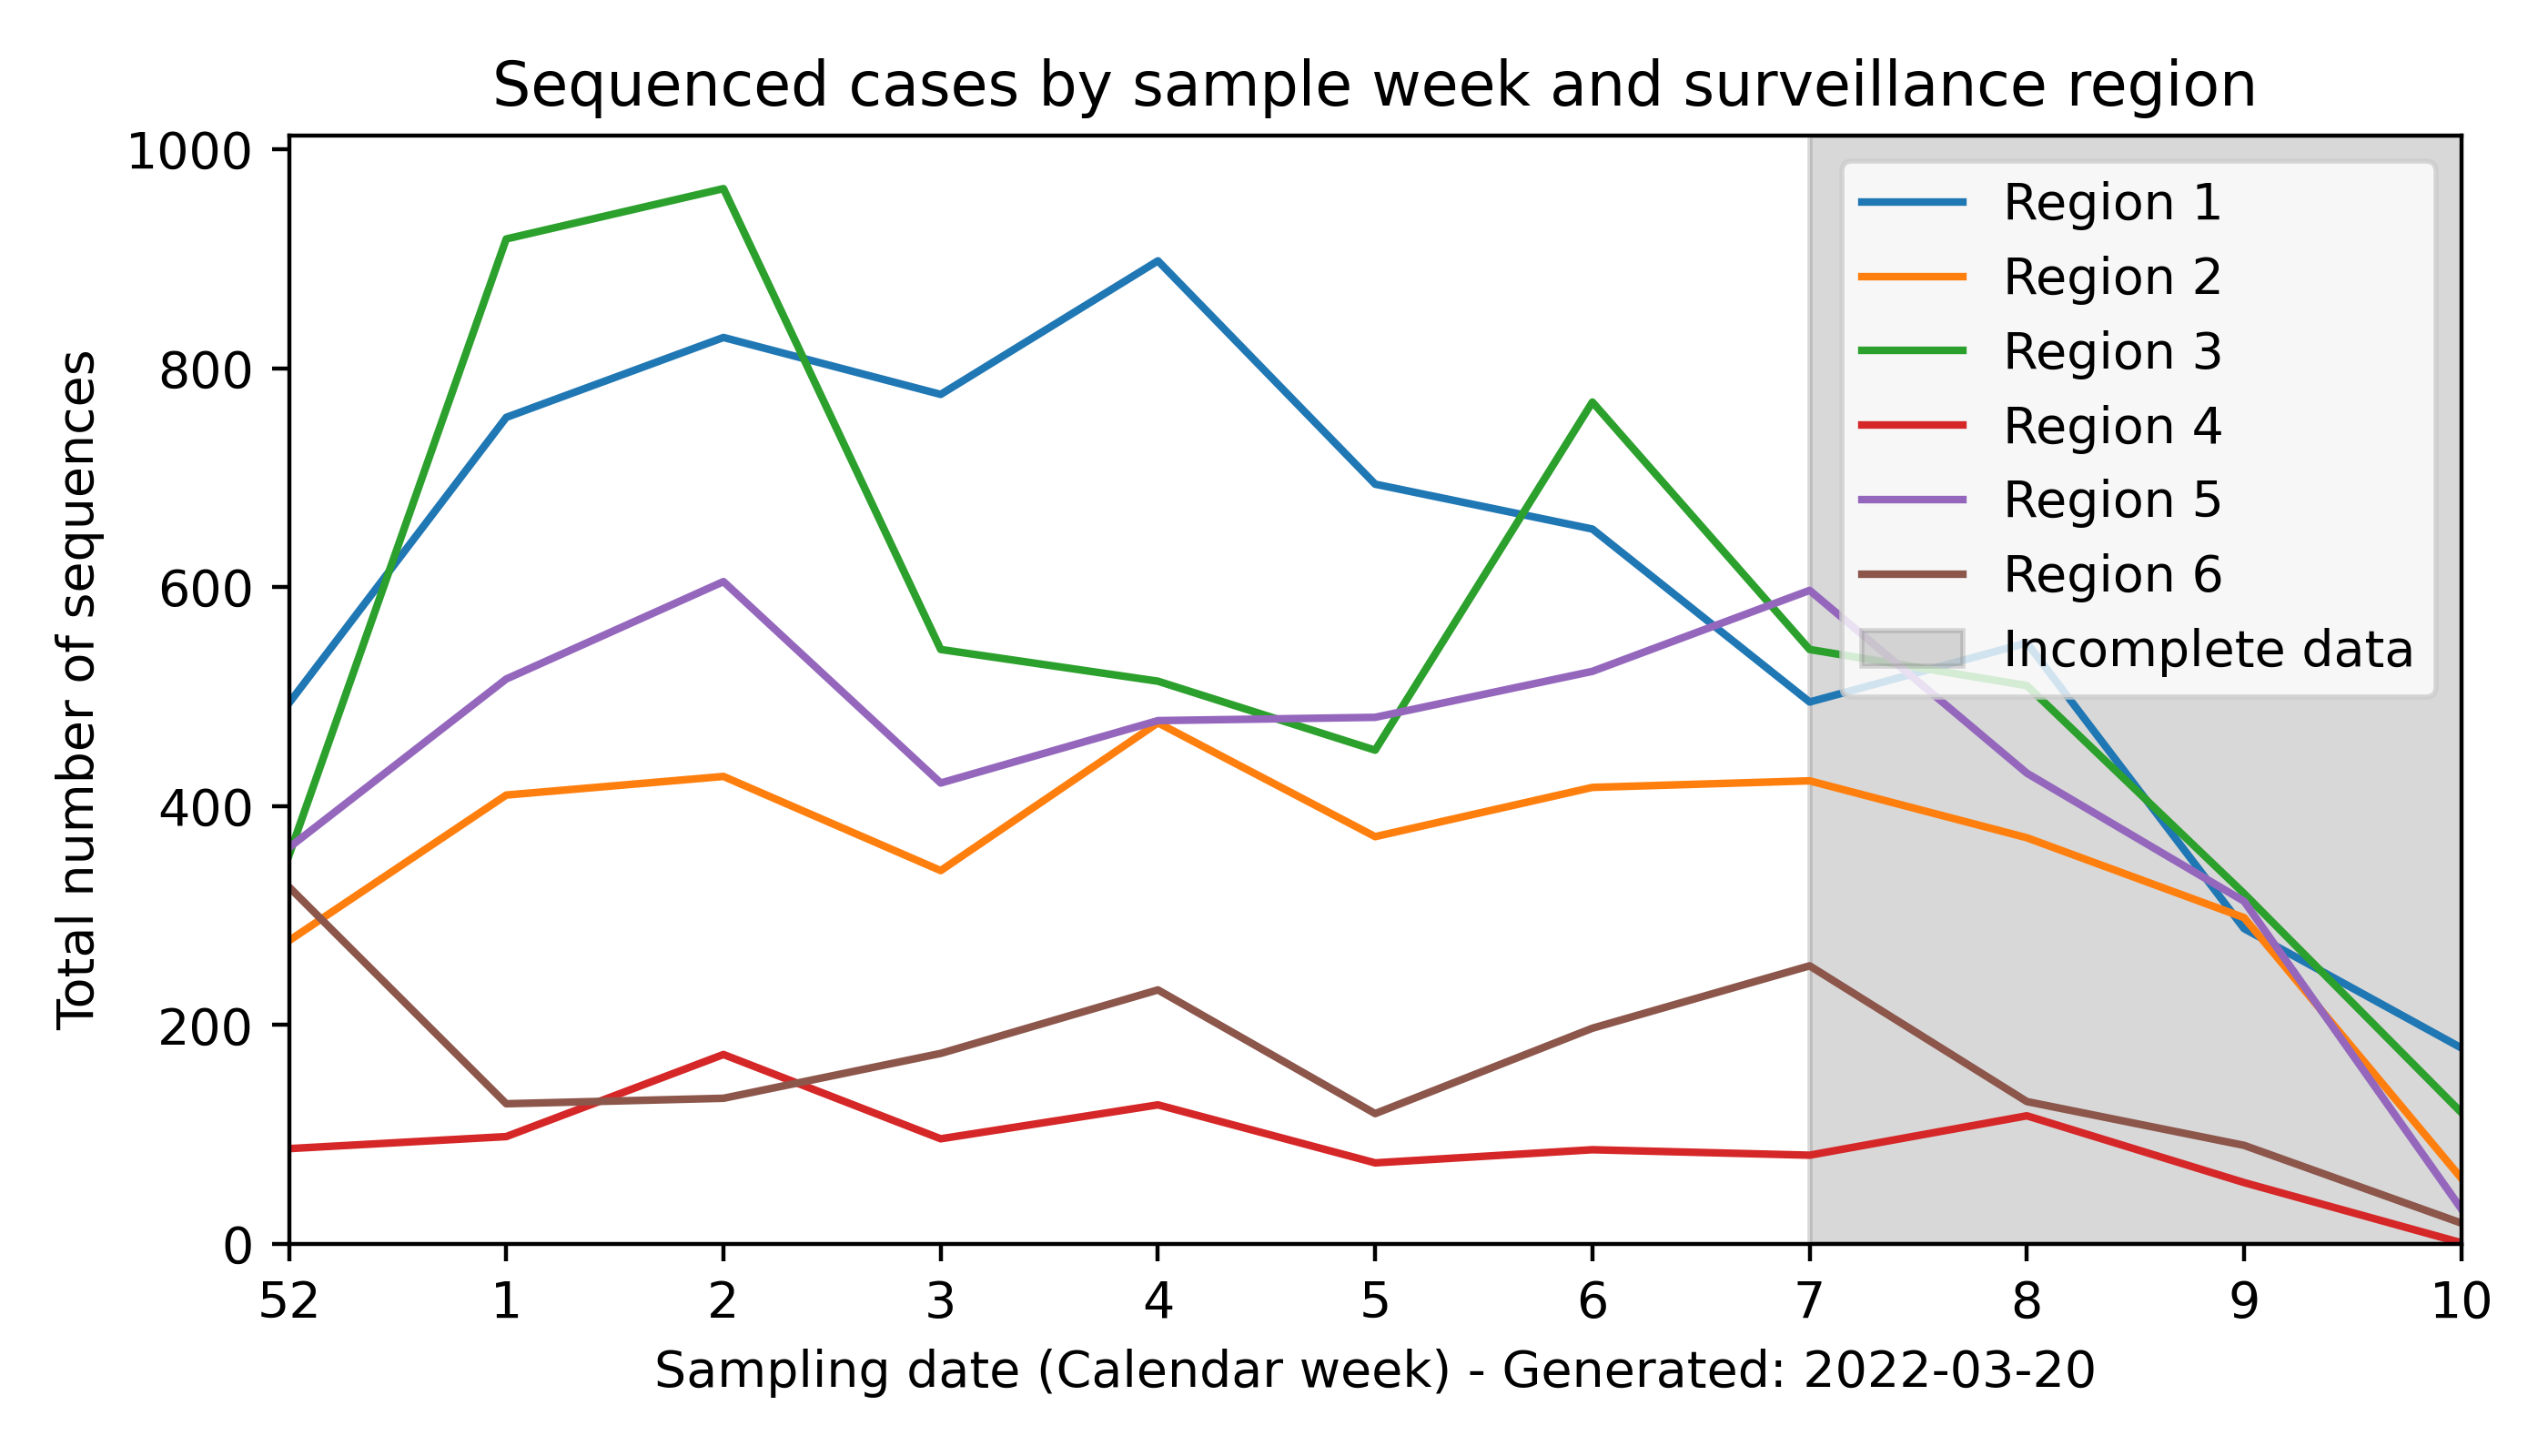 Sequenced cases by sample week and surveillance region
Total number of sequences
1000
800
600
400
200
0
Region 1
Region 2
Region 3
Region 4
Region 5
Region 6
Incomplete data
52 1 2 3 4 5 6 7 8 9 10
Sampling date (Calendar week) - Generated: 2022-03-20